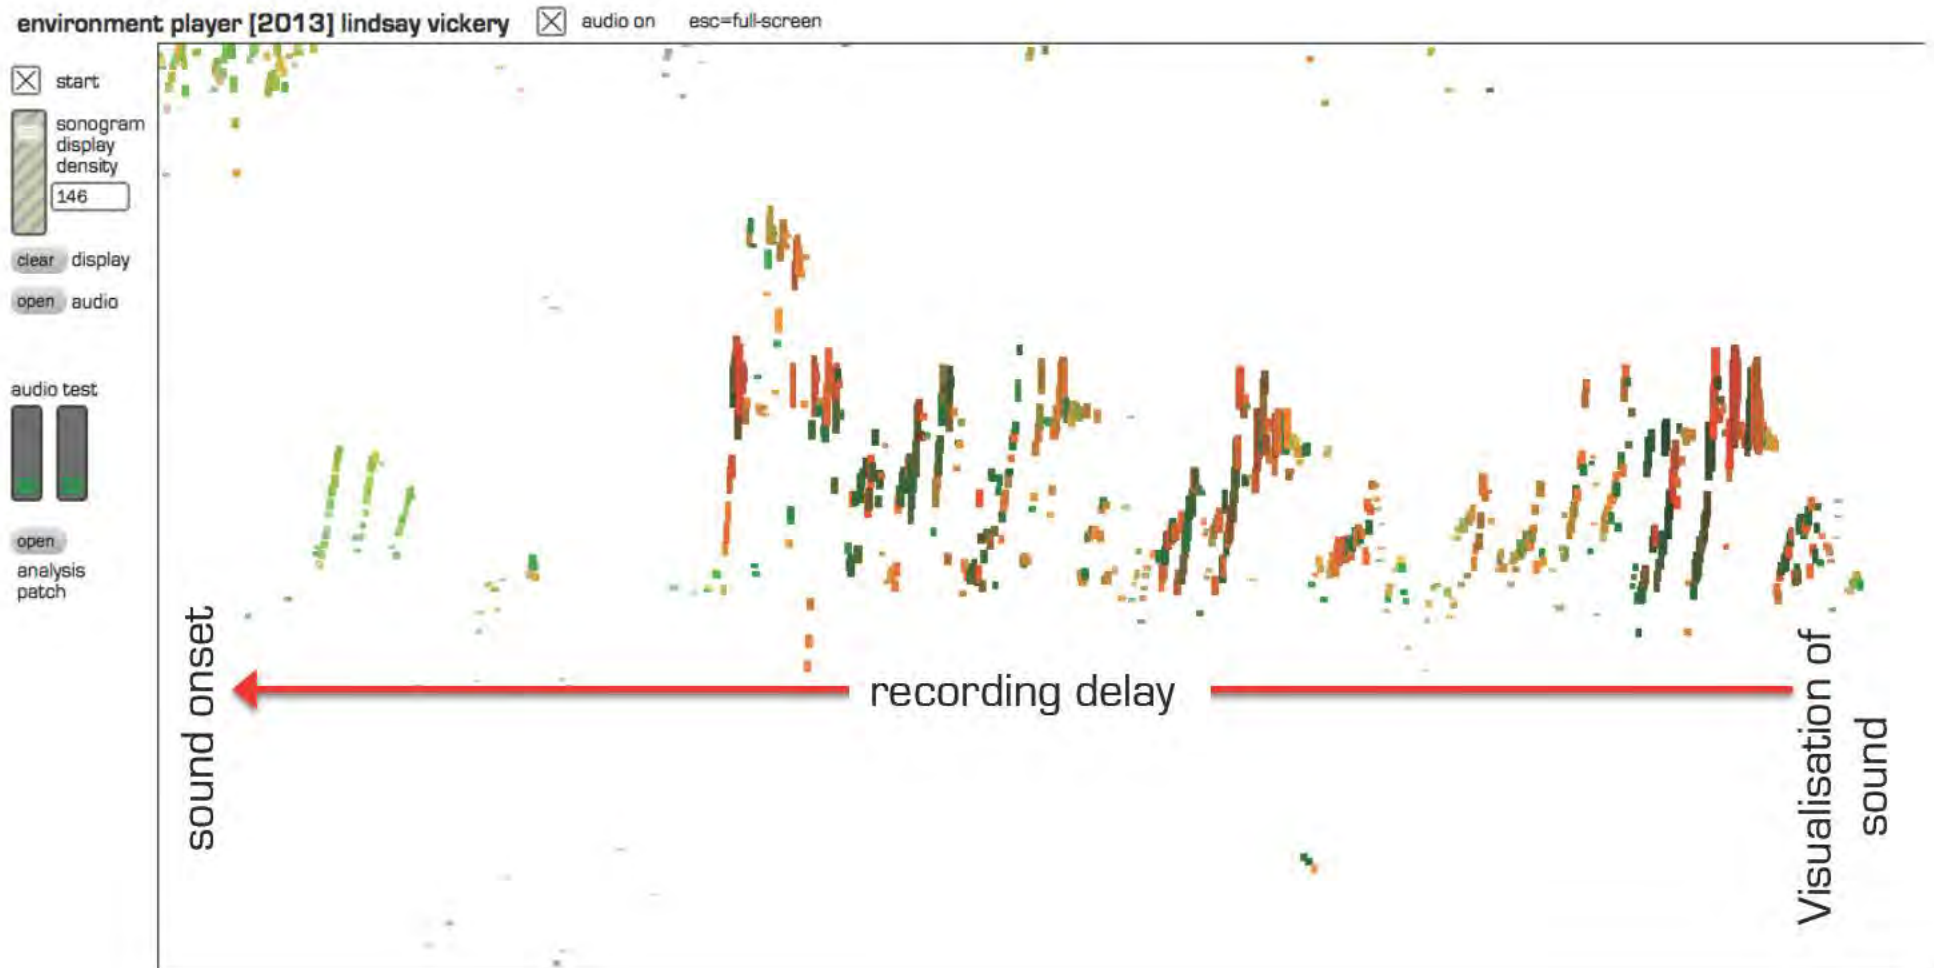 environment player [2013] lindsay vickery
audio on
esc=full-screen
start
sonogram
display
density
146
clear display
open audio
audio test
open
analysis
patch
sound onset
recording delay
Visualisation of
sound